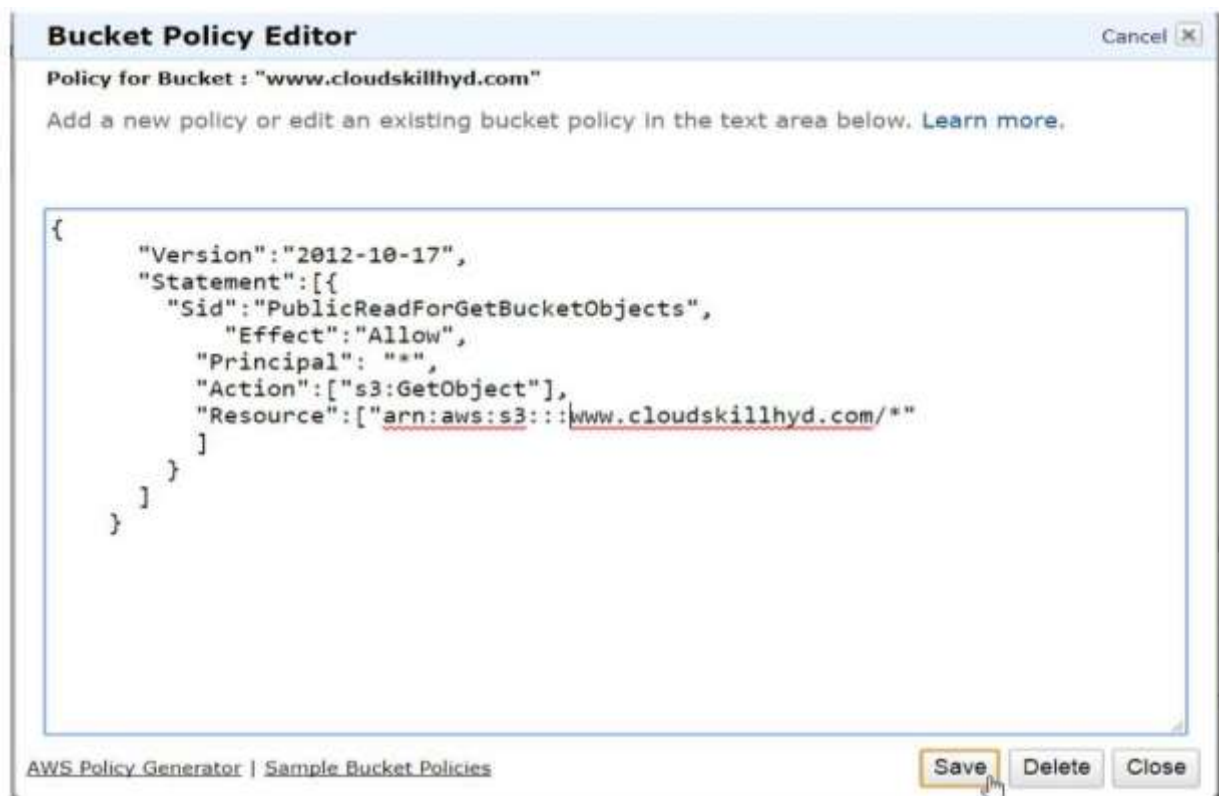 Bucket Policy Editor
Cancel
Policy for Bucket : "www.cloudskillhyd.com"
Add a new policy or edit an existing bucket policy in the text area below. Learn more.
{
"Version":"2012-10-17",
"Statement":[{
"Sid":"PublicReadForGetBucketObjects",
"Effect":"Allow",
"Principal": "*",
"Action":["s3:GetObject"],
"Resource":["arn:aws:s3:::www.cloudskillhyd.com/*"
]
}
]
}
AWS Policy Generator | Sample Bucket Policies
Save Delete Close